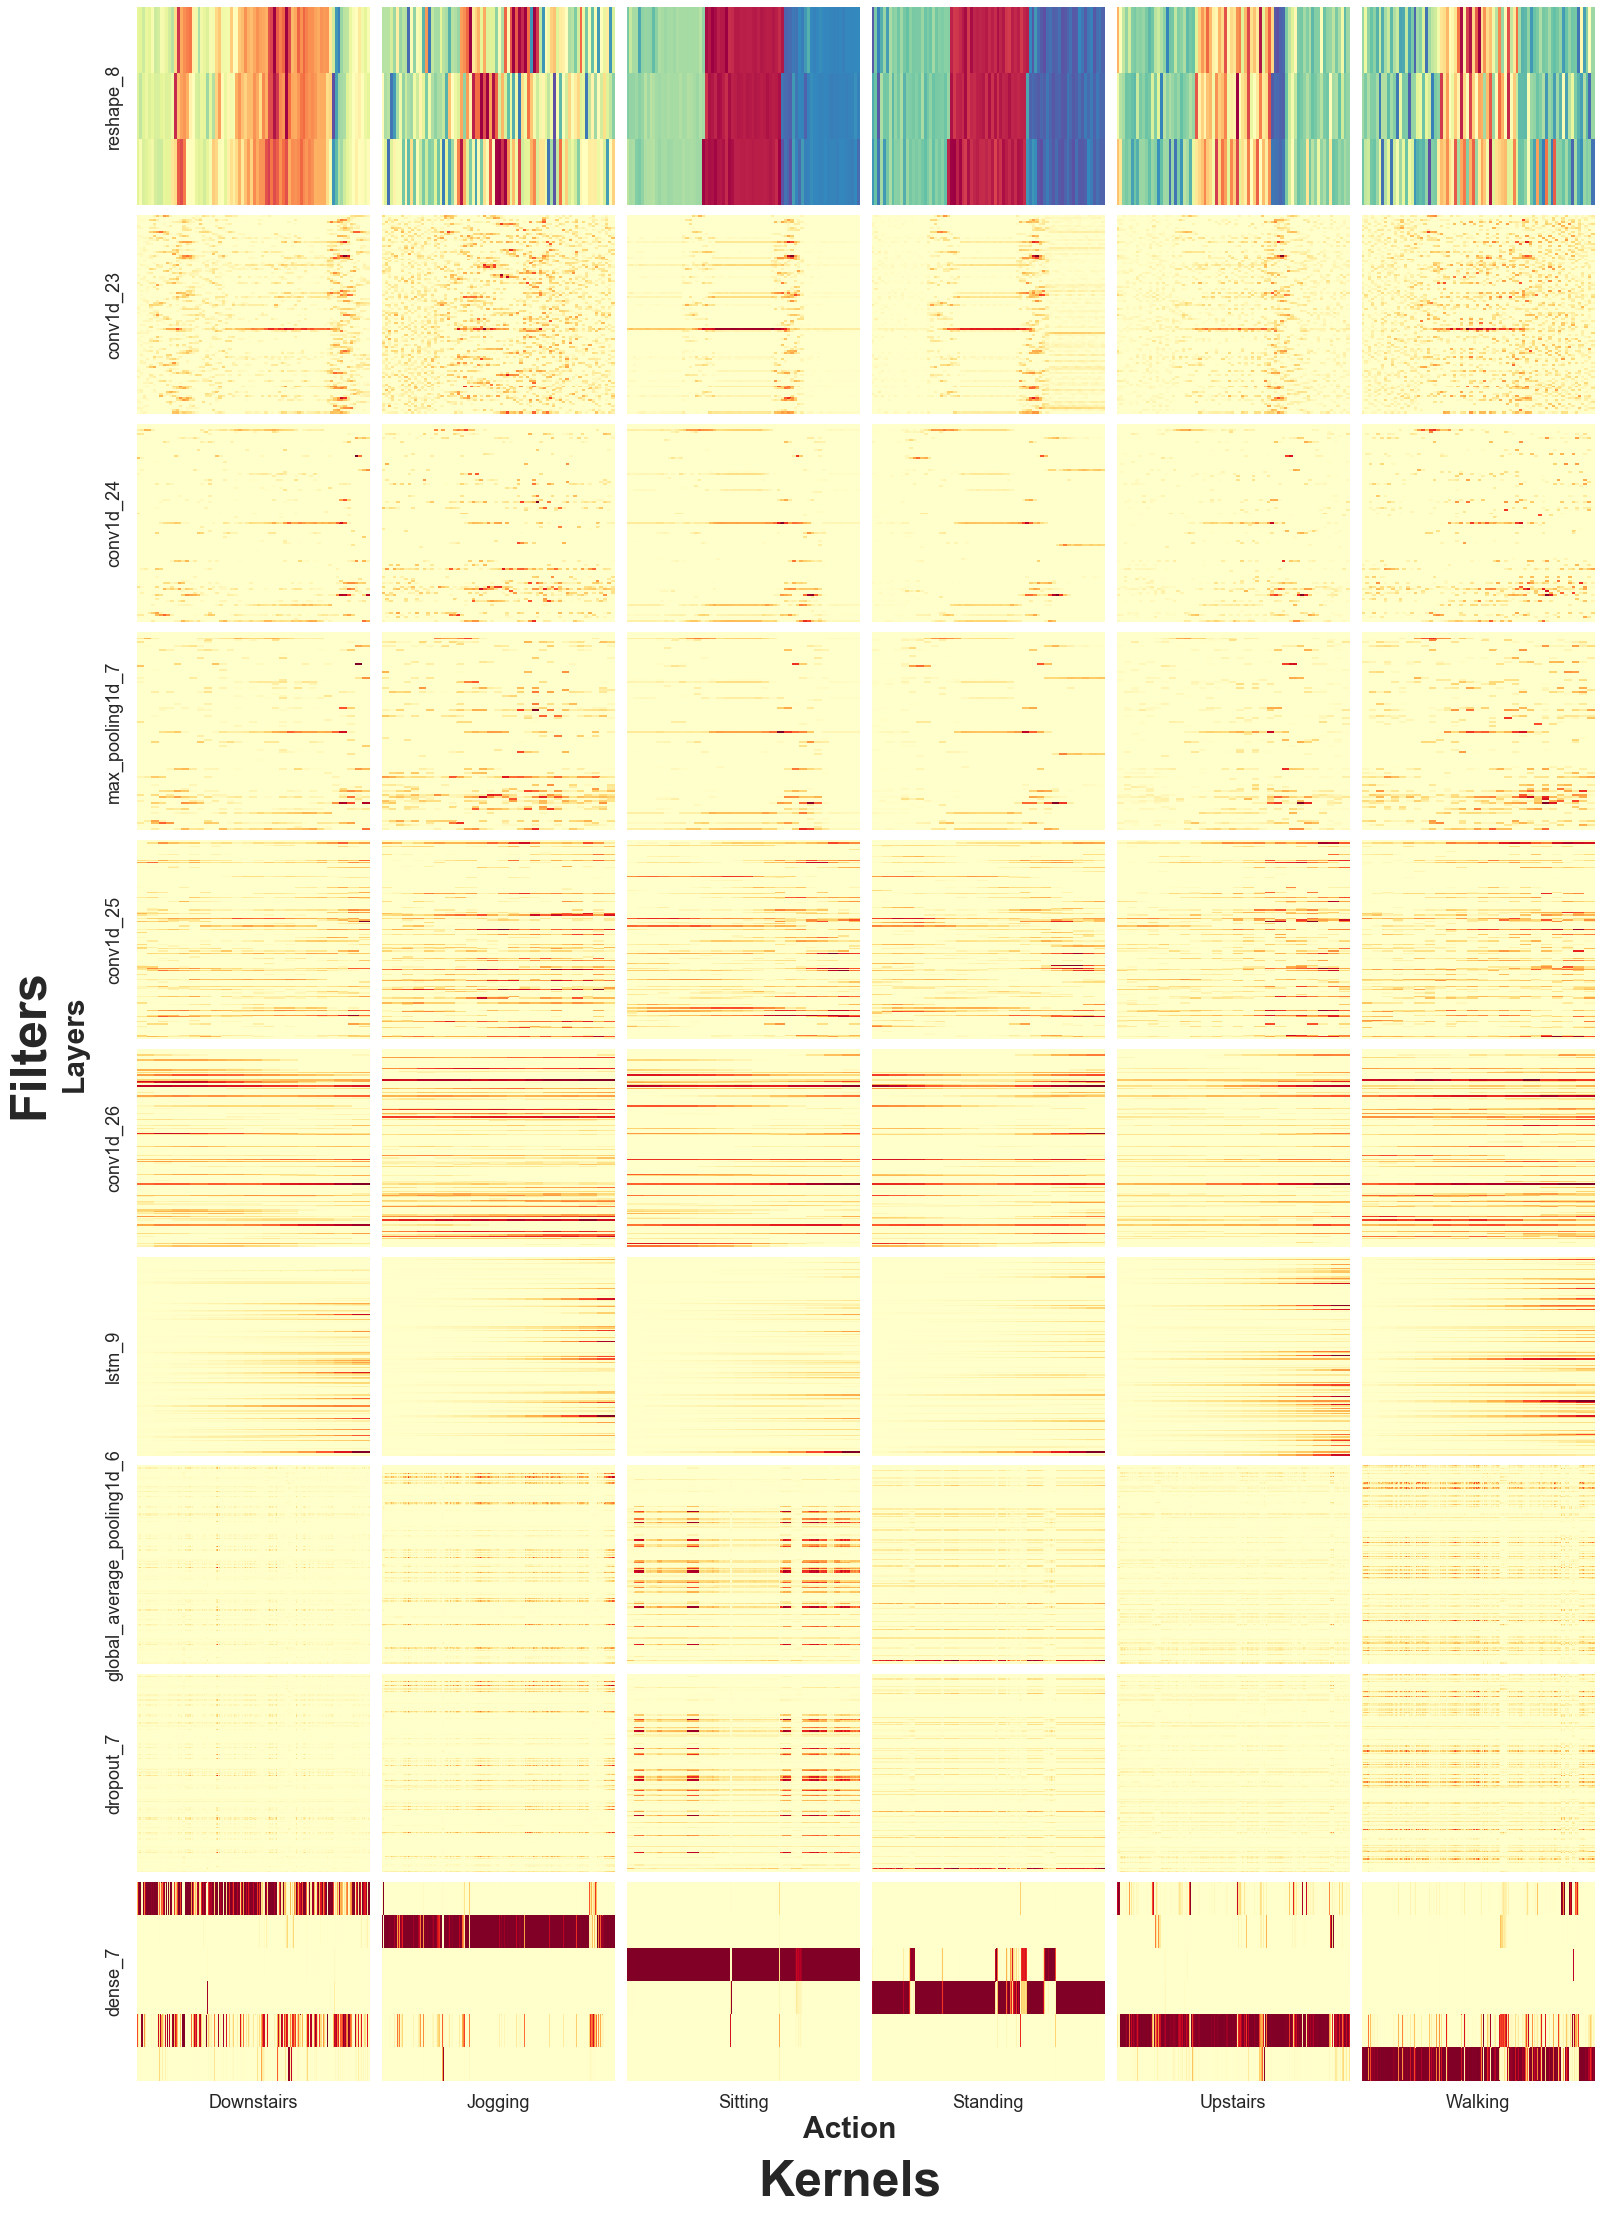 Filters
Layers
reshape_8
conv1d_23
conv1d_24
max_pooling1d_7
conv1d_25
conv1d_26
lstm_9
global_average_pooling1d_6
dropout_7
dense_7
Downstairs Jogging Sitting Standing Upstairs Walking
Action
Kernels